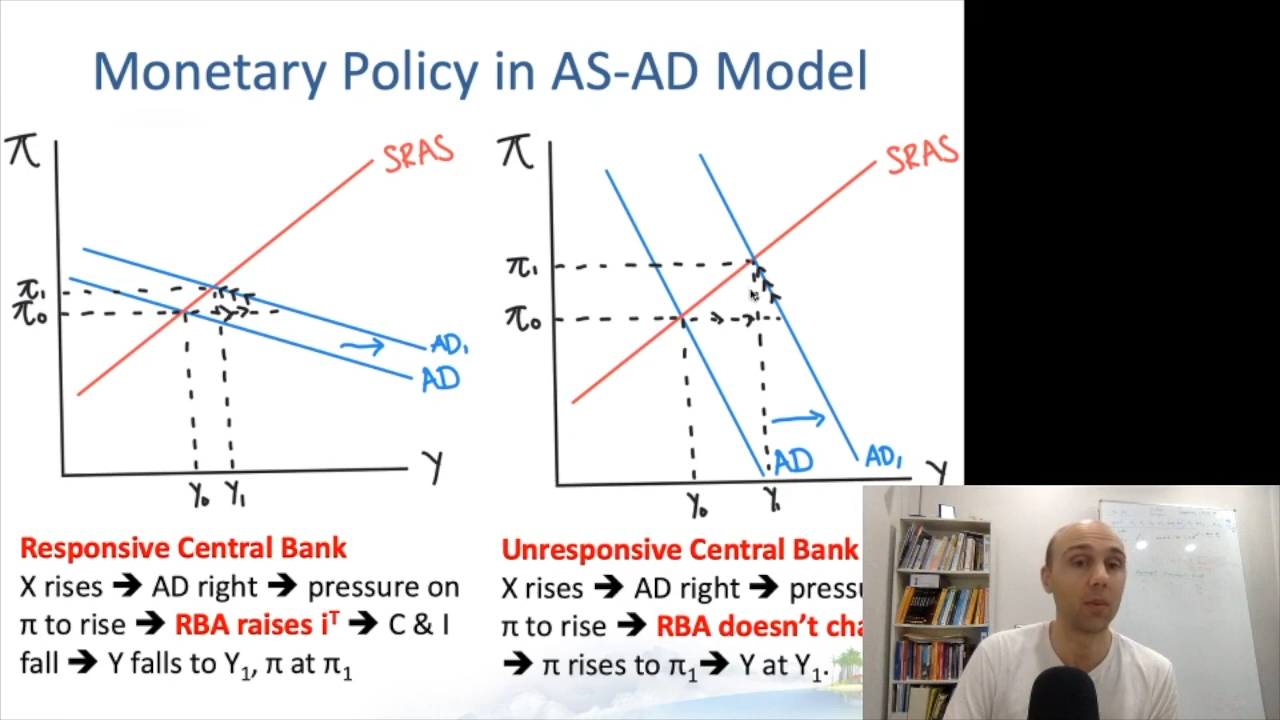 Monetary Policy in AS-AD Model
π
SRAS
π₁
π₀
AD₁
AD
Y
Y₀ Y₁
π
SRAS
π₁
π₀
AD
AD₁
Y
Y₀
Y₁
Responsive Central Bank
X rises ➔ AD right ➔ pressure on
π to rise ➔ RBA raises iᵀ ➔ C & I
fall ➔ Y falls to Y₁, π at π₁
Unresponsive Central Bank
X rises ➔ AD right ➔ pressu
π to rise ➔ RBA doesn't cha
➔ π rises to π₁➔ Y at Y₁.